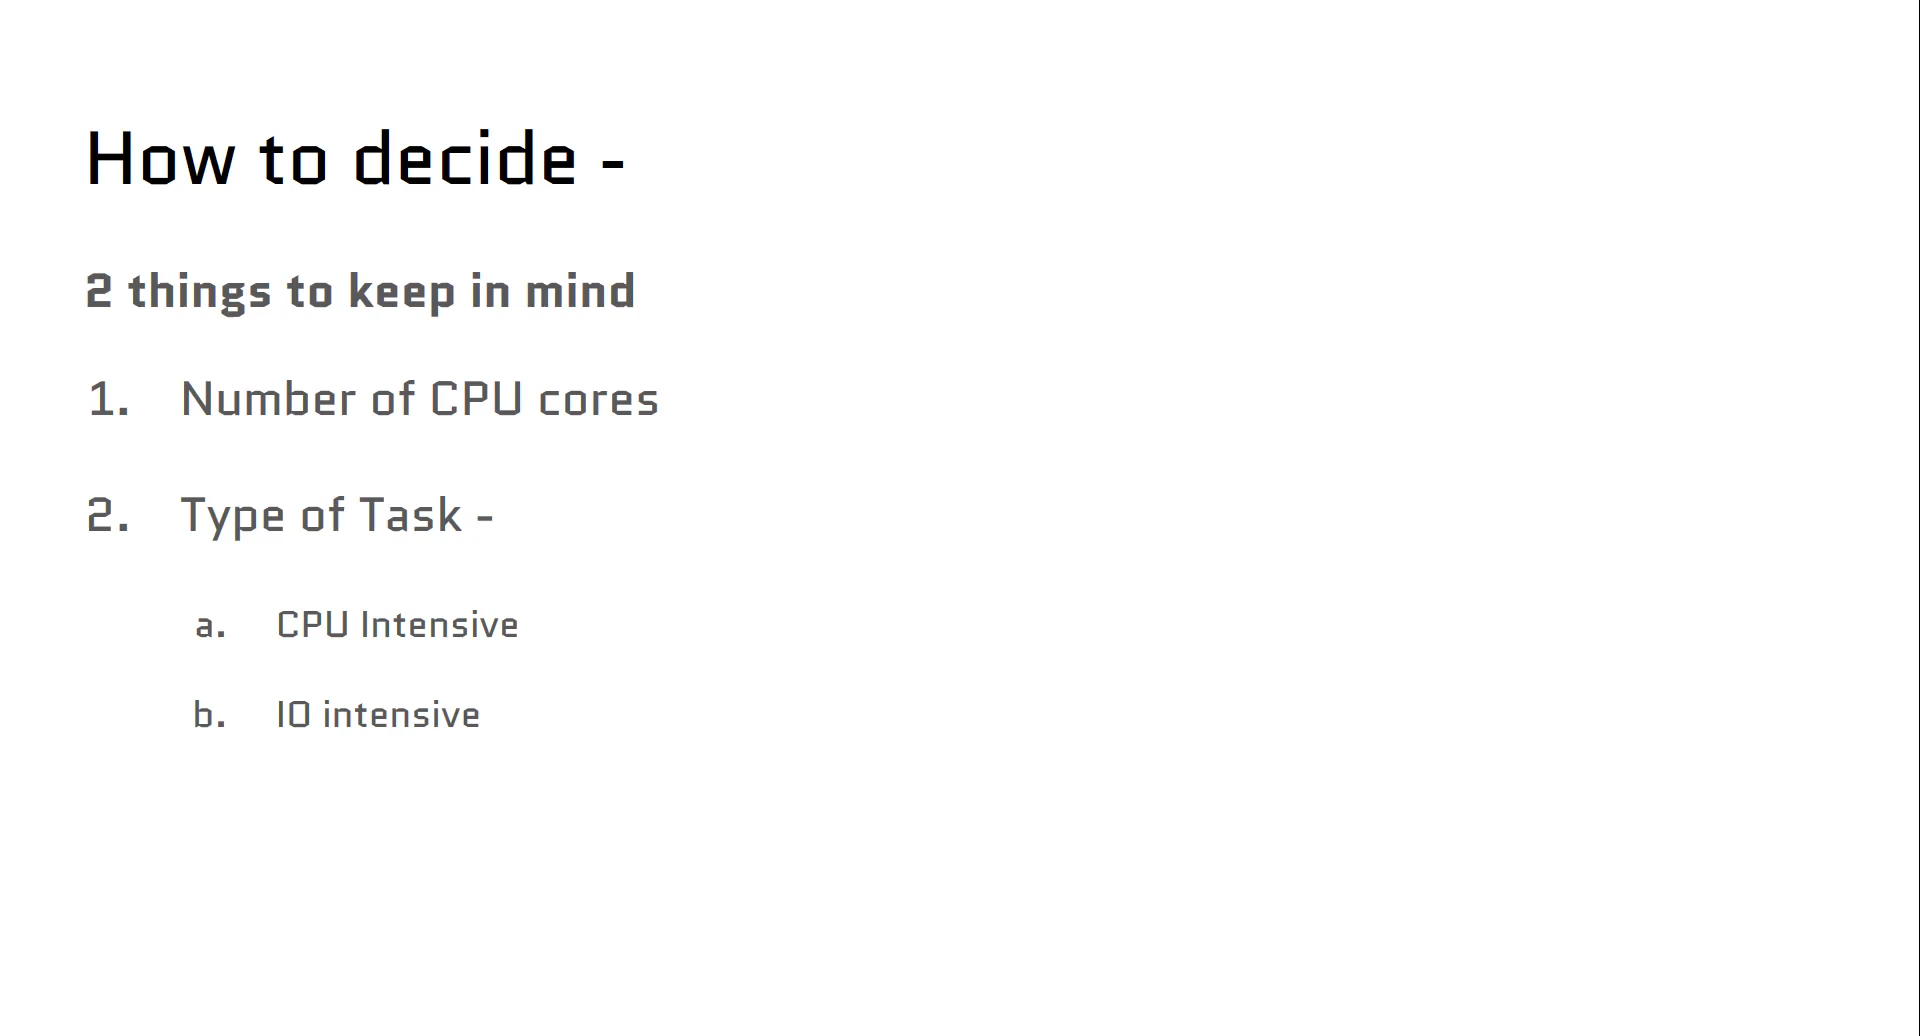 How to decide -
2 things to keep in mind
1. Number of CPU cores
2. Type of Task -
a. CPU Intensive
b. IO intensive